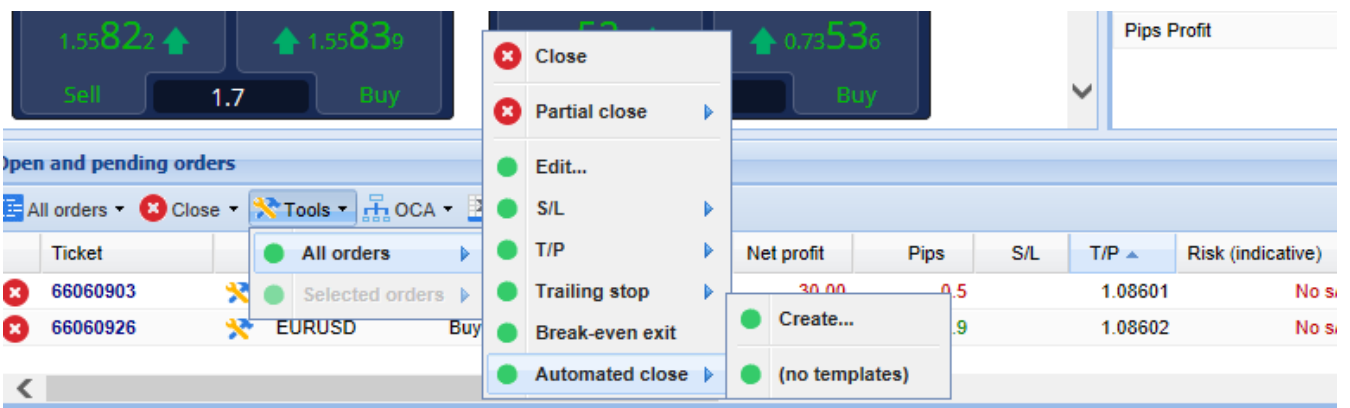 1.55822 1.55839 0.73536 Pips Profit
Sell 1.7 Buy Buy
Close
Partial close
Edit...
S/L
T/P
Trailing stop
Break-even exit
Automated close
Open and pending orders
All orders Close Tools OCA
All orders
Selected orders
Create...
(no templates)
Ticket Net profit Pips S/L T/P Risk (indicative)
66060903 30.00 0.5 1.08601 No
66060926 EURUSD Buy .9 1.08602 No